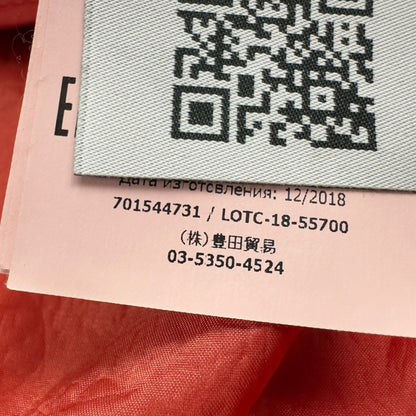 Дата изготовления: 12/2018
701544731 / LOTC-18-55700
(株)豊田貿易
03-5350-4524